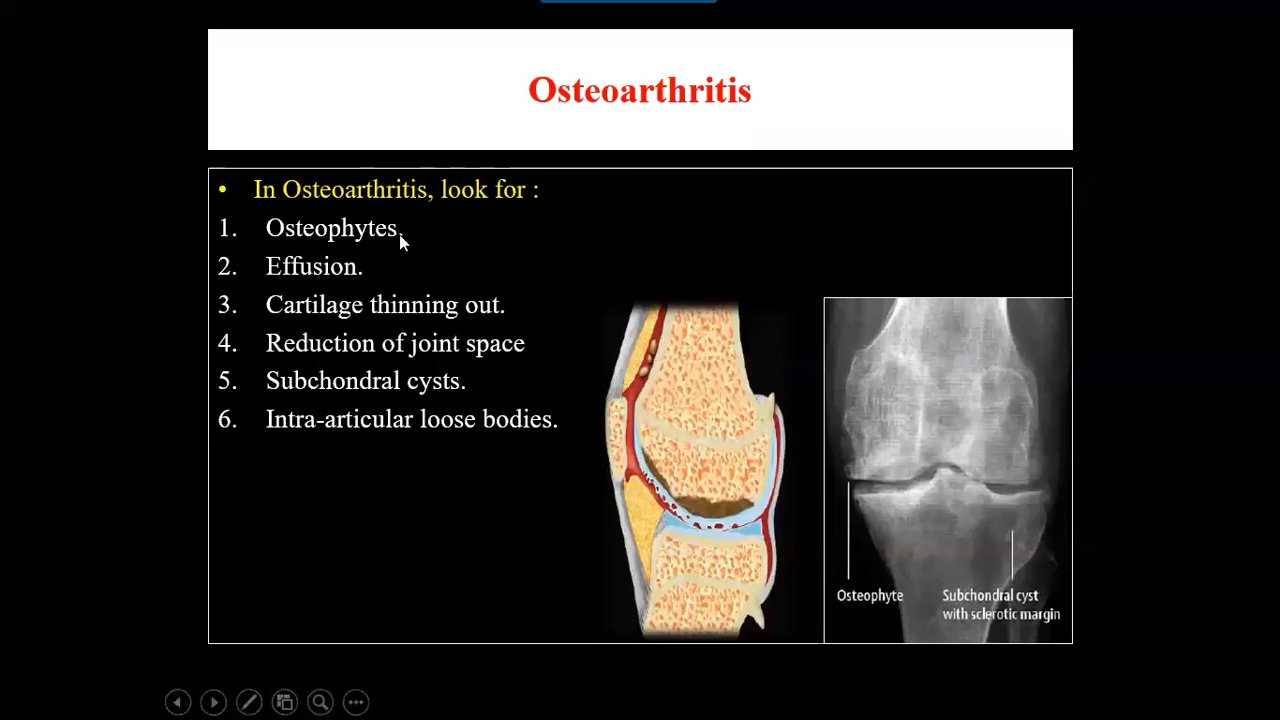 Osteoarthritis
• In Osteoarthritis, look for :
1. Osteophytes.
2. Effusion.
3. Cartilage thinning out.
4. Reduction of joint space
5. Subchondral cysts.
6. Intra-articular loose bodies.
Osteophyte
Subchondral cyst
with sclerotic margin